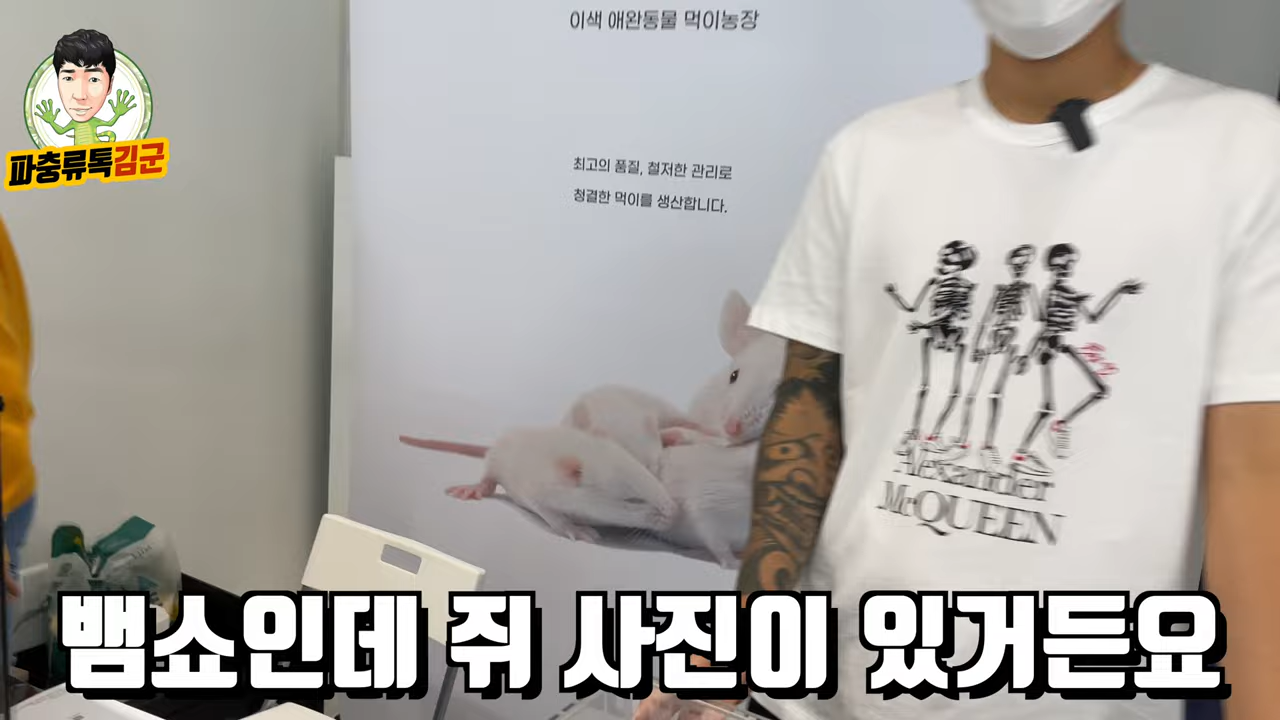 이색 애완동물 먹이농장
파충류톡김군
최고의 품질, 철저한 관리로
청결한 먹이를 생산합니다.
Alexander
McQUEEN
뱀쇼인데 쥐 사진이 있거든요